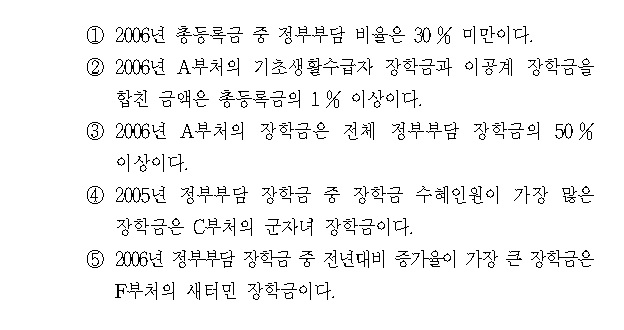 ① 2006년 총등록금 중 정부부담 비율은 30 % 미만이다.
② 2006년 A부처의 기초생활수급자 장학금과 이공계 장학금을
합친 금액은 총등록금의 1 % 이상이다.
③ 2006년 A부처의 장학금은 전체 정부부담 장학금의 50 %
이상이다.
④ 2005년 정부부담 장학금 중 장학금 수혜인원이 가장 많은
장학금은 C부처의 군자녀 장학금이다.
⑤ 2006년 정부부담 장학금 중 전년대비 증가율이 가장 큰 장학금은
F부처의 새터민 장학금이다.